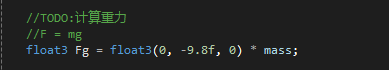 //TODO:计算重力
//F = mg
float3 Fg = float3(0, -9.8f, 0) * mass;